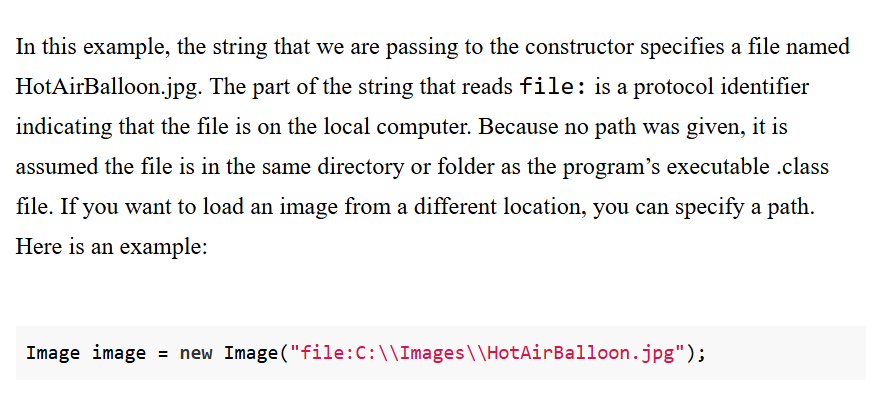 In this example, the string that we are passing to the constructor specifies a file named
HotAirBalloon.jpg. The part of the string that reads file: is a protocol identifier
indicating that the file is on the local computer. Because no path was given, it is
assumed the file is in the same directory or folder as the program’s executable .class
file. If you want to load an image from a different location, you can specify a path.
Here is an example:
Image image = new Image("file:C:\\Images\\HotAirBalloon.jpg");